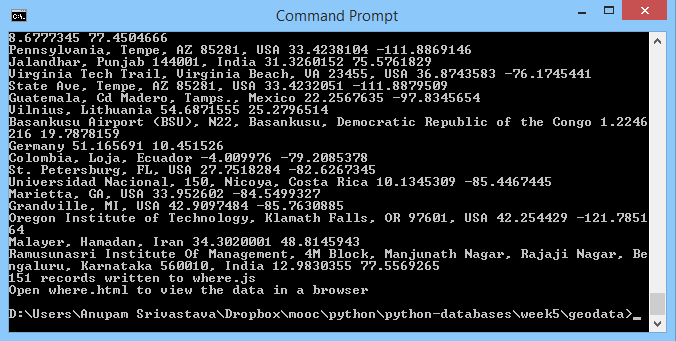 Command Prompt
8.6777345 77.4504666
Pennsylvania, Tempe, AZ 85281, USA 33.4238104 -111.8869146
Jalandhar, Punjab 144001, India 31.3260152 75.5761829
Virginia Tech Trail, Virginia Beach, VA 23455, USA 36.8743583 -76.1745441
State Ave, Tempe, AZ 85281, USA 33.4232051 -111.8879509
Guatemala, Cd Madero, Tamps., Mexico 22.2567635 -97.8345654
Vilnius, Lithuania 54.6871555 25.2796514
Basankusu Airport (BSU), N22, Basankusu, Democratic Republic of the Congo 1.2246
216 19.7878159
Germany 51.165691 10.451526
Colombia, Loja, Ecuador -4.009976 -79.2085378
St. Petersburg, FL, USA 27.7518284 -82.6267345
Universidad Nacional, 150, Nicoya, Costa Rica 10.1345309 -85.4467445
Marietta, GA, USA 33.952602 -84.5499327
Grandville, MI, USA 42.9097484 -85.7630885
Oregon Institute of Technology, Klamath Falls, OR 97601, USA 42.254429 -121.7851
64
Malayer, Hamadan, Iran 34.3020001 48.8145943
Ramusunasri Institute Of Management, 4M Block, Manjunath Nagar, Rajaji Nagar, Be
ngaluru, Karnataka 560010, India 12.9830355 77.5569265
151 records written to where.js
Open where.html to view the data in a browser
D:\Users\Anupam Srivastava\Dropbox\mooc\python\python-databases\week5\geodata>_